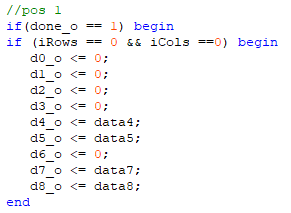 //pos 1
if(done_o == 1) begin
if (iRows == 0 && iCols ==0) begin
d0_o <= 0;
d1_o <= 0;
d2_o <= 0;
d3_o <= 0;
d4_o <= data4;
d5_o <= data5;
d6_o <= 0;
d7_o <= data7;
d8_o <= data8;
end